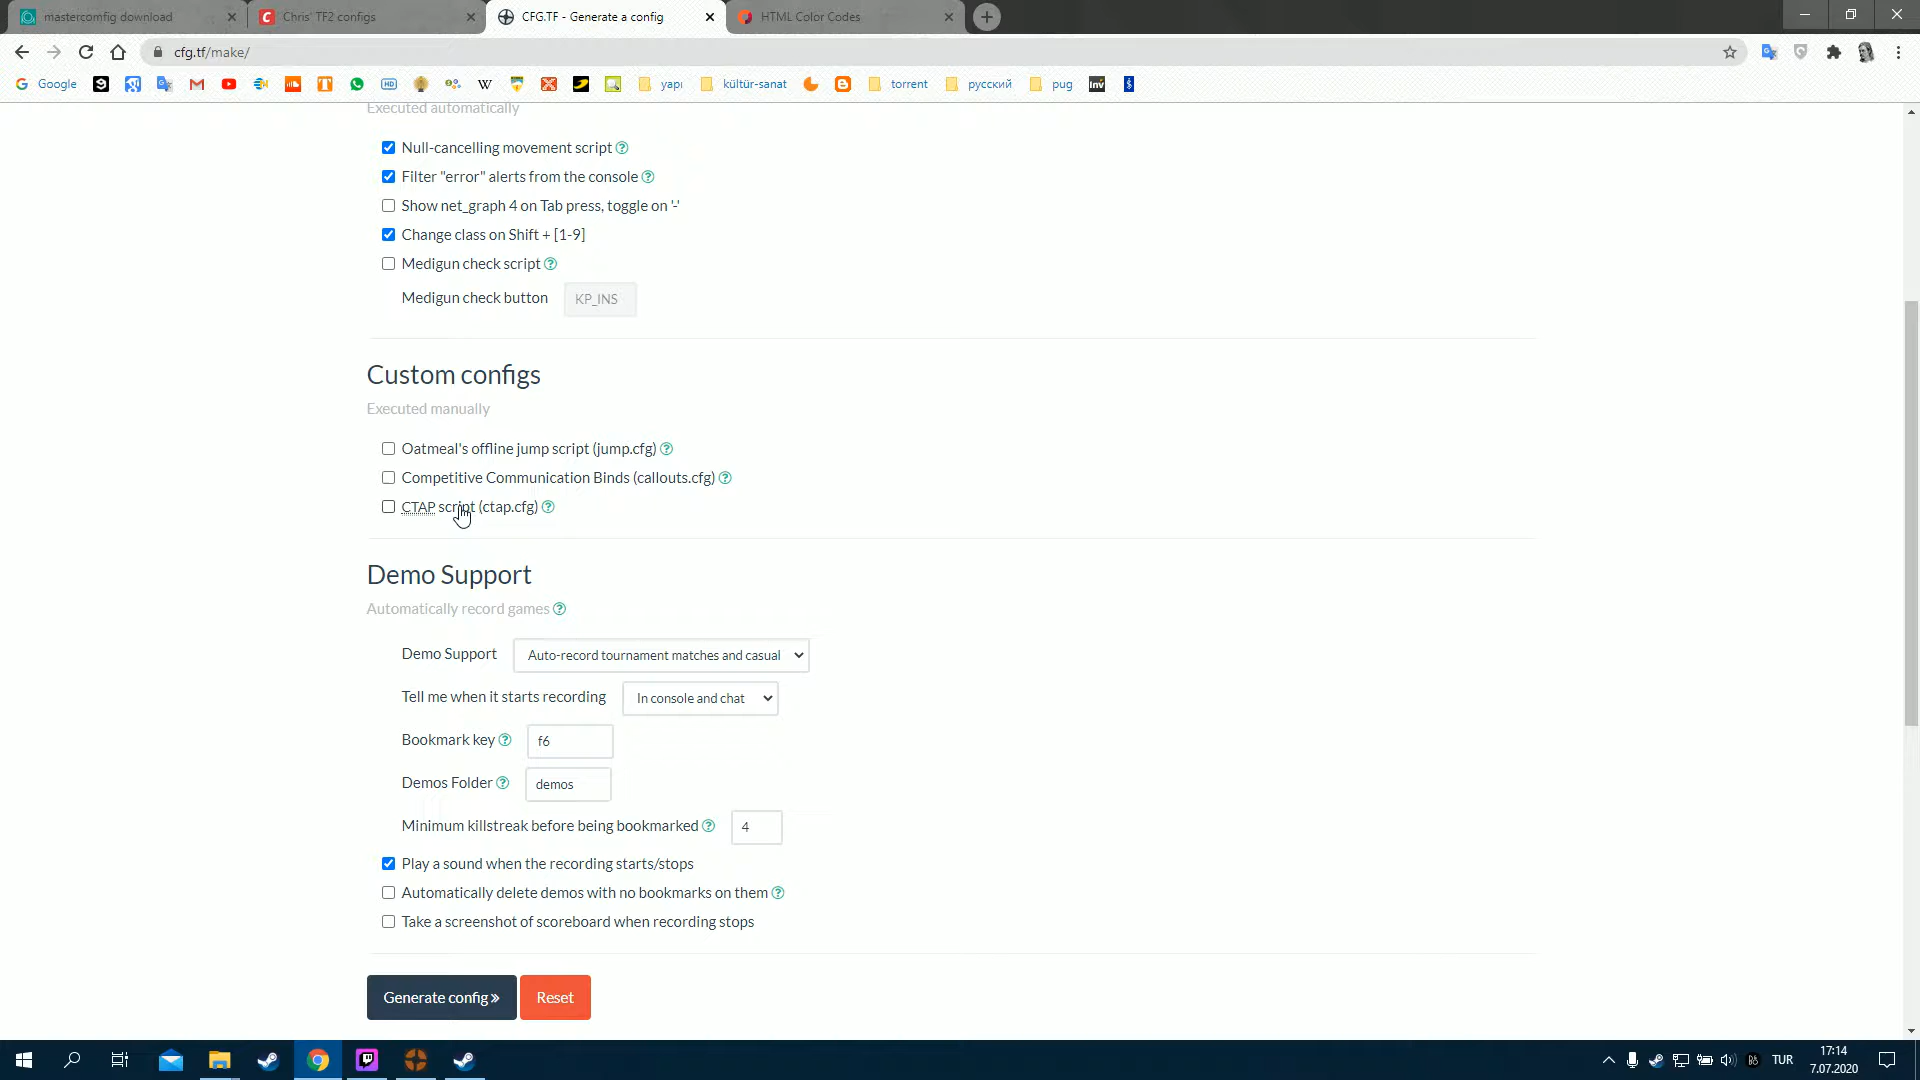 mastercomfig download
Chris' TF2 configs
CFG.TF - Generate a config
HTML Color Codes
cfg.tf/make/
Google
yapı
kültür-sanat
torrent
русский
pug
inv
Executed automatically
Null-cancelling movement script
Filter "error" alerts from the console
Show net_graph 4 on Tab press, toggle on '-'
Change class on Shift + [1-9]
Medigun check script
Medigun check button KP_INS
Custom configs
Executed manually
Oatmeal's offline jump script (jump.cfg)
Competitive Communication Binds (callouts.cfg)
CTAP script (ctap.cfg)
Demo Support
Automatically record games
Demo Support Auto-record tournament matches and casual
Tell me when it starts recording In console and chat
Bookmark key f6
Demos Folder demos
Minimum killstreak before being bookmarked 4
Play a sound when the recording starts/stops
Automatically delete demos with no bookmarks on them
Take a screenshot of scoreboard when recording stops
Generate config» Reset
TUR
17:14
7.07.2020